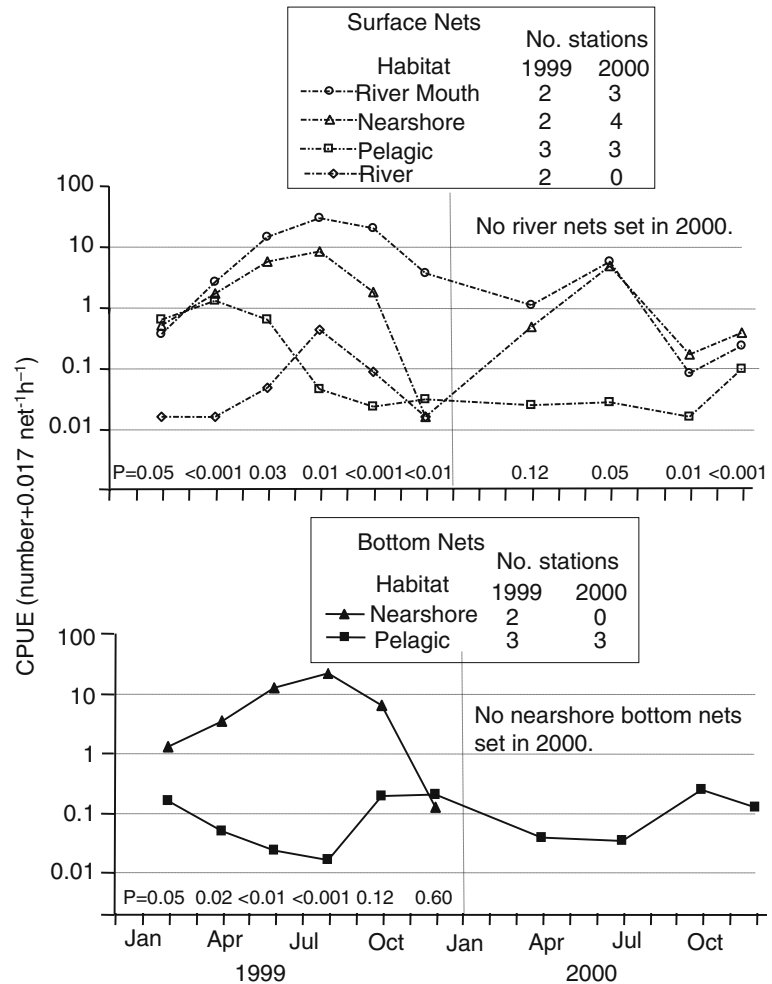 Surface Nets
No. stations
Habitat 1999 2000
River Mouth 2 3
Nearshore 2 4
Pelagic 3 3
River 2 0
100
10
1
0.1
0.01
No river nets set in 2000.
P=0.05 <0.001 0.03 0.01 <0.001 <0.01 0.12 0.05 0.01 <0.001
CPUE (number+0.017 net⁻¹h⁻¹)
Bottom Nets
No. stations
Habitat 1999 2000
Nearshore 2 0
Pelagic 3 3
100
10
1
0.1
0.01
No nearshore bottom nets
set in 2000.
P=0.05 0.02 <0.01 <0.001 0.12 0.60
Jan Apr Jul Oct Jan Apr Jul Oct
1999 2000